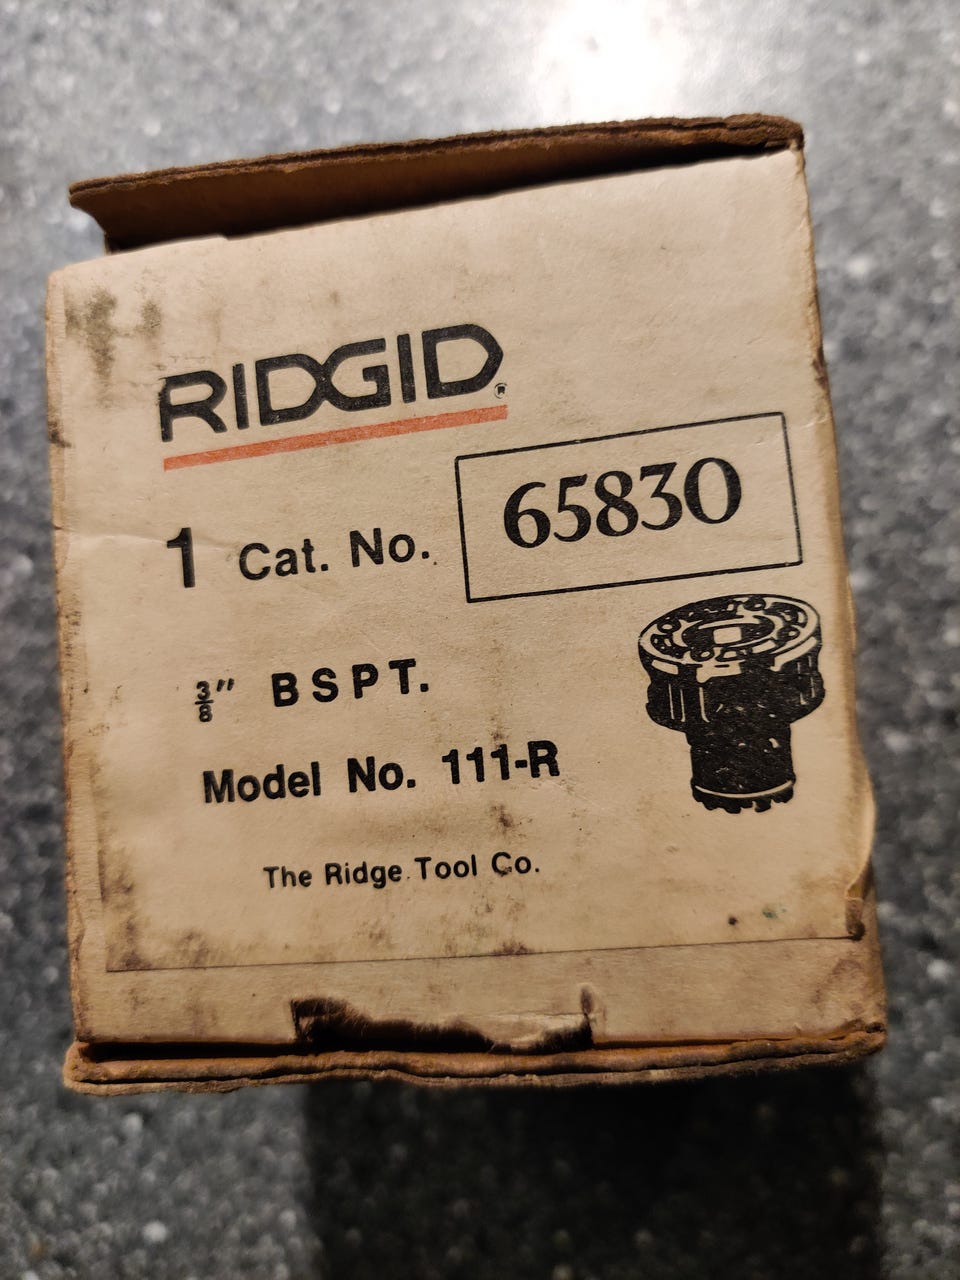 RIDGID®
1 Cat. No. 65830
3/8" BSPT.
Model No. 111-R
The Ridge Tool Co.